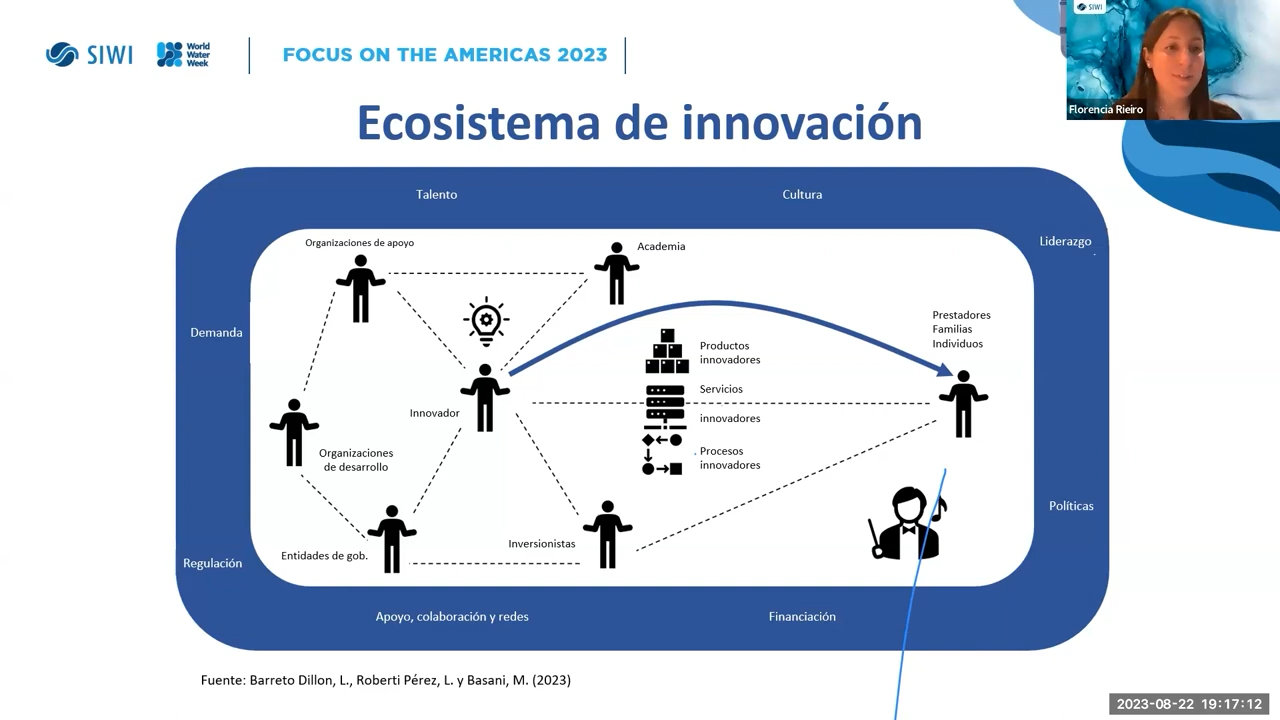 SIWI
World
Water
Week
FOCUS ON THE AMERICAS 2023
SIWI
Florencia Rieiro
Ecosistema de innovación
Talento
Cultura
Liderazgo
Organizaciones de apoyo
Academia
Demanda
Prestadores
Familias
Individuos
Productos
innovadores
Servicios
innovadores
Innovador
Procesos
innovadores
Organizaciones
de desarrollo
Políticas
Inversionistas
Entidades de gob.
Regulación
Apoyo, colaboración y redes
Financiación
Fuente: Barreto Dillon, L., Roberti Pérez, L. y Basani, M. (2023)
2023-08-22 19:17:12